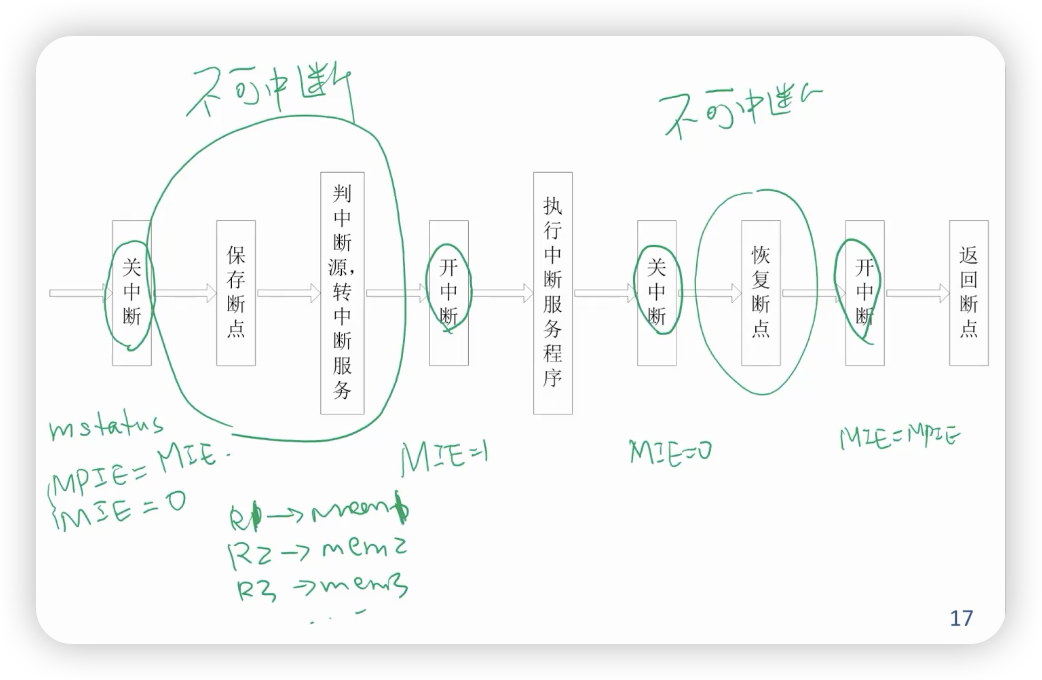 不可中断
不可中断
关中断
保存断点
判中断源，转中断服务
开中断
执行中断服务程序
关中断
恢复断点
开中断
返回断点
mstatus
MPIE=MIE.
MIE=0
MIE=1
MIE=0
MIE=MPIE
R1→mem1
R2→mem2
R3→mem3
.....
17